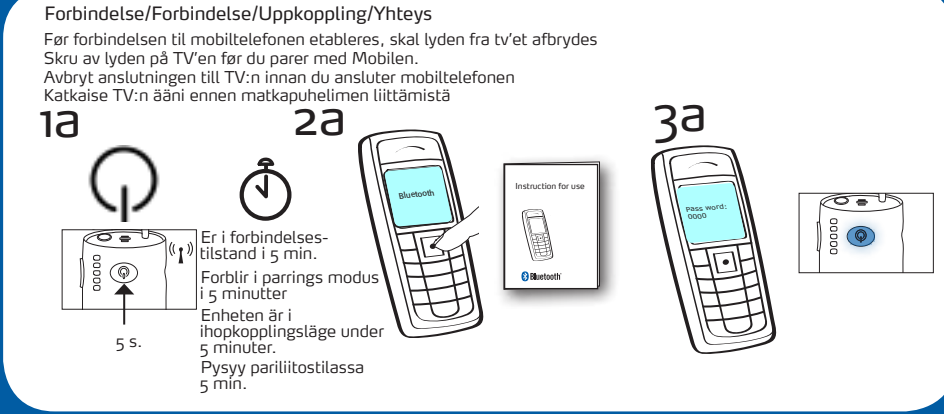 Forbindelse/Forbindelse/Uppkoppling/Yhteys
Før forbindelsen til mobiltelefonen etableres, skal lyden fra tv'et afbrydes
Skru av lyden på TV'en før du parer med Mobilen.
Avbryt anslutningen till TV:n innan du ansluter mobiltelefonen
Katkaise TV:n ääni ennen matkapuhelimen liittämistä
1a
5 s.
Er i forbindelses-
tilstand i 5 min.
Forblir i parrings modus
i 5 minutter
Enheten är i
ihopkopplingsläge under
5 minuter.
Pysyy pariliitostilassa
5 min.
2a
Bluetooth
Instruction for use
Bluetooth
3a
Pass word:
0000